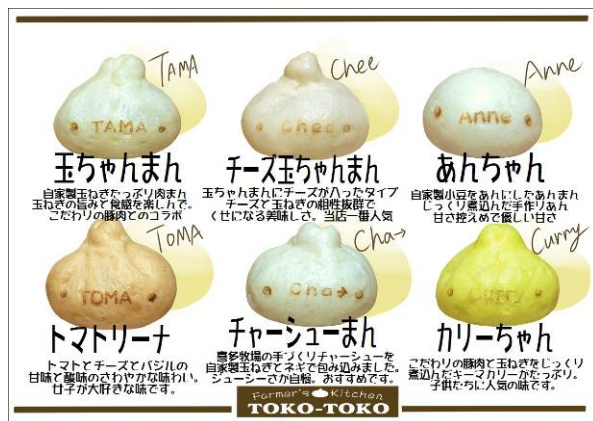 TAMA
TAMA
玉ちゃんまん
自家製玉ねぎたっぷり肉まん
玉ねぎの旨みと食感を楽しんで。
こだわりの豚肉とのコラボ
Chee
Chee
チーズ玉ちゃんまん
玉ちゃんまんにチーズが入ったタイプ
チーズと玉ねぎの相性抜群で
くせになる美味しさ。当店一番人気
Anne
Anne
あんちゃん
自家製小豆をあんにしたあんまん
じっくり煮込んだ手作りあん
甘さ控えめで優しい甘さ
TOMA
TOMA
トマトリーナ
トマトとチーズとバジルの
甘味と酸味のさわやかな味わい。
甘子が大好きな味です。
Cha→
Cha→
チャーシューまん
喜多牧場の手づくりチャーシューを
自家製玉ねぎとネギで包み込みました。
ジューシーさが自慢。おすすめです。
Curry
Curry
カリーちゃん
こだわりの豚肉と玉ねぎをじっくり
煮込んだキーマカリーがたっぷり。
子供たちに人気の味です。
Farmer's Kitchen
TOKO-TOKO